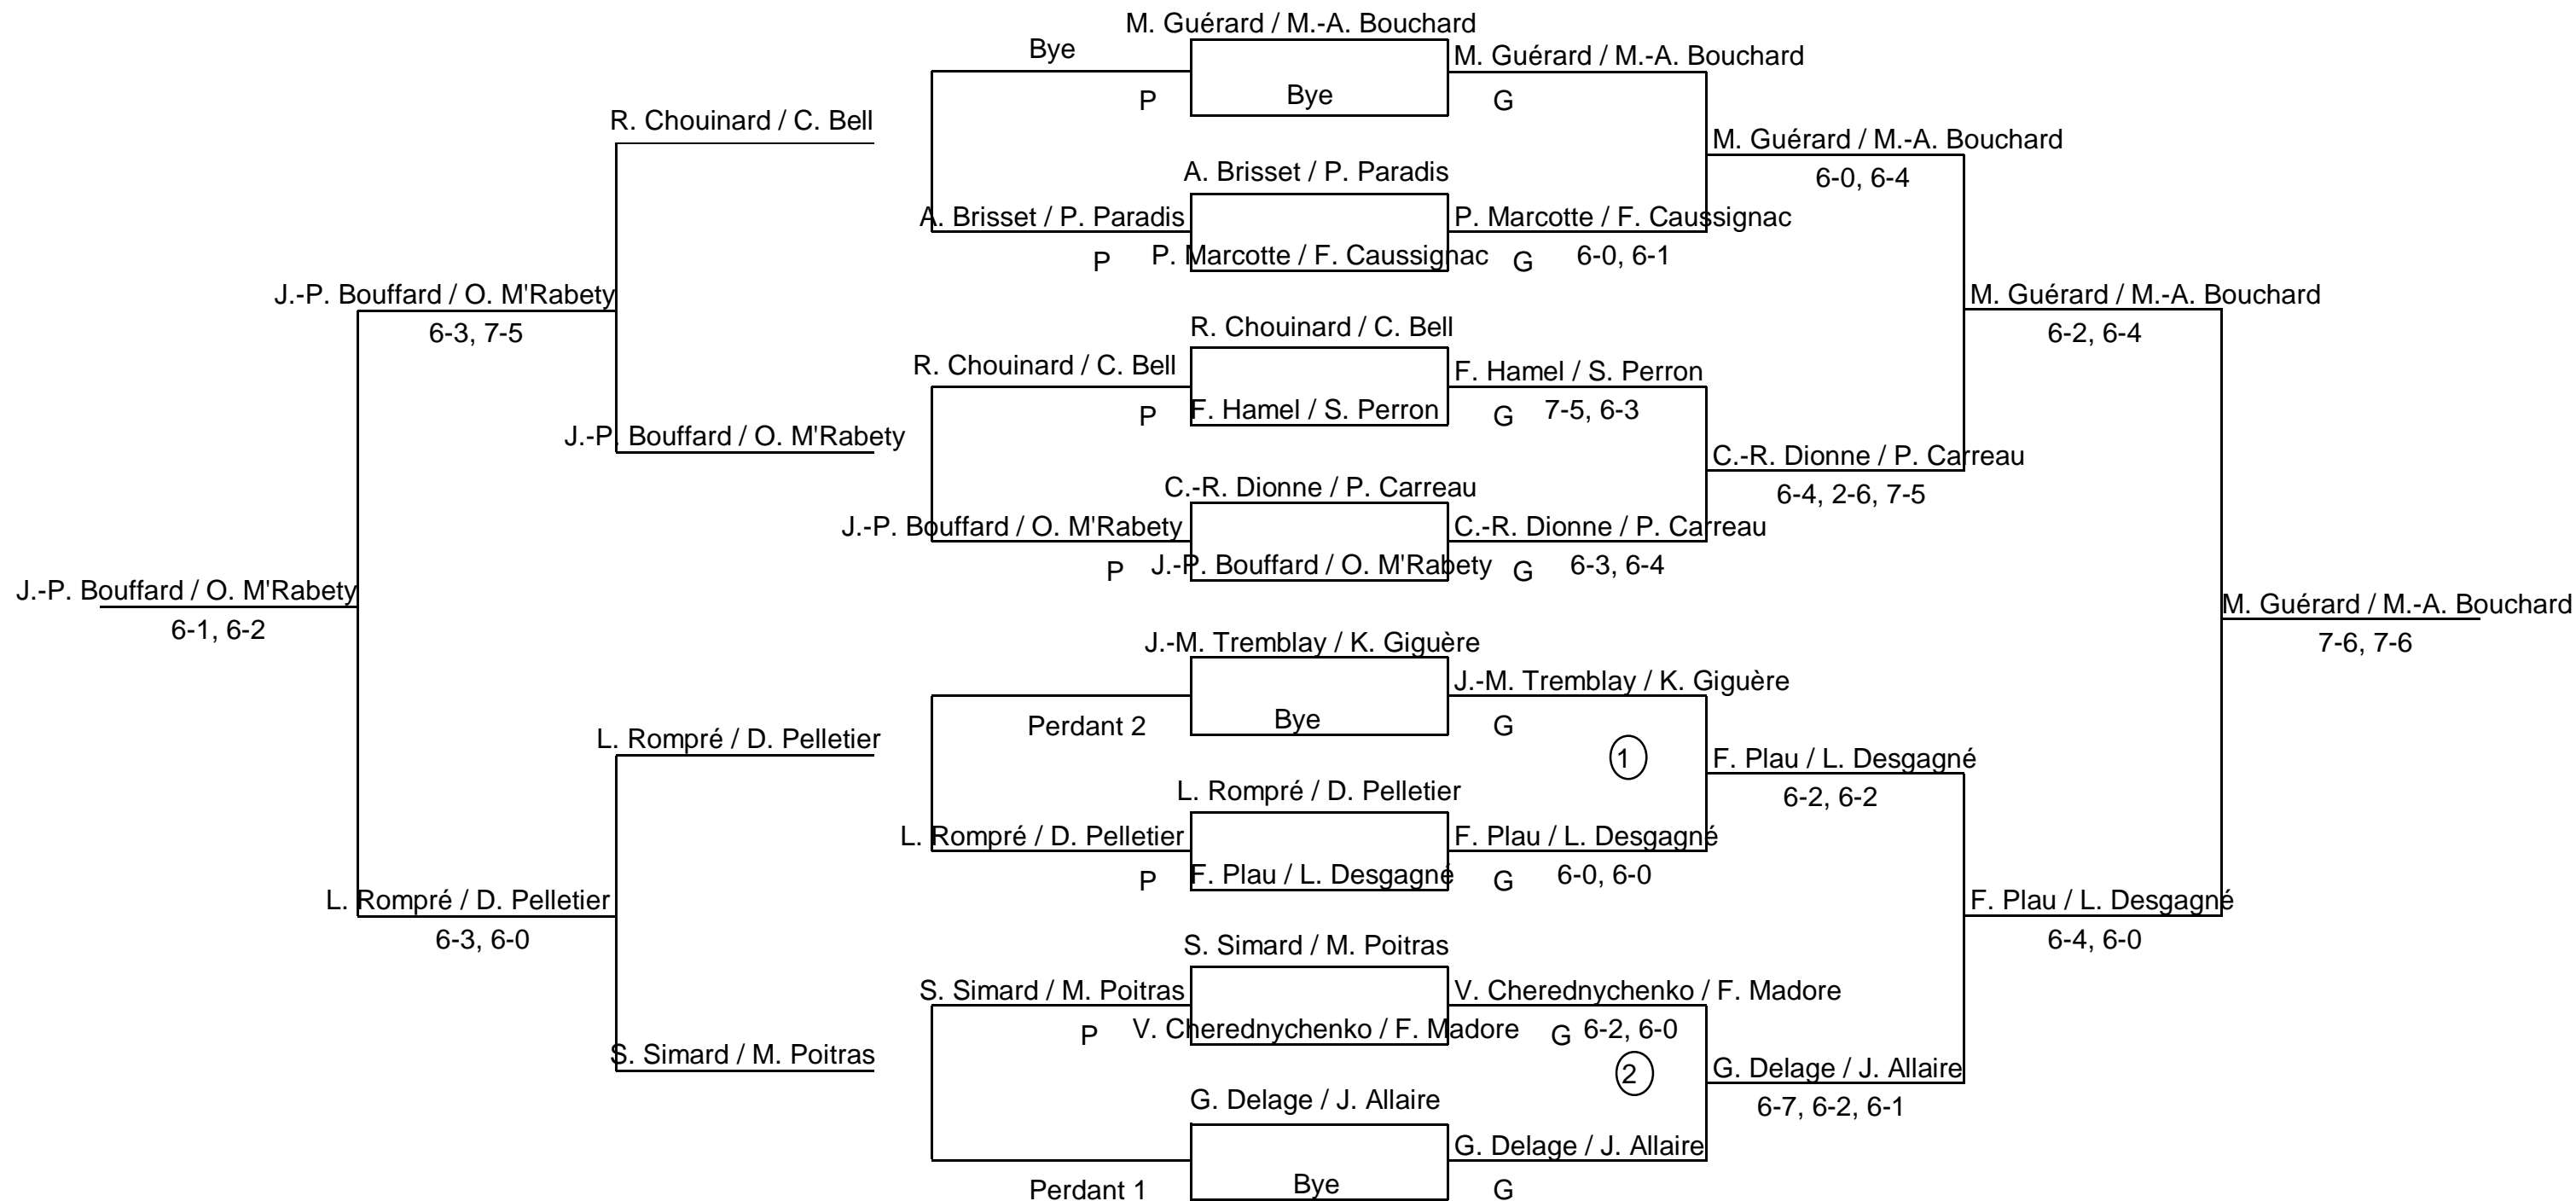 M. Guérard / M.-A. Bouchard
Bye
M. Guérard / M.-A. Bouchard
P
Bye
G
R. Chouinard / C. Bell
M. Guérard / M.-A. Bouchard
A. Brisset / P. Paradis
6-0, 6-4
A. Brisset / P. Paradis
P. Marcotte / F. Caussignac
P
P. Marcotte / F. Caussignac
G
6-0, 6-1
J.-P. Bouffard / O. M'Rabety
M. Guérard / M.-A. Bouchard
6-3, 7-5
R. Chouinard / C. Bell
6-2, 6-4
R. Chouinard / C. Bell
F. Hamel / S. Perron
P
F. Hamel / S. Perron
G
7-5, 6-3
J.-P. Bouffard / O. M'Rabety
C.-R. Dionne / P. Carreau
C.-R. Dionne / P. Carreau
6-4, 2-6, 7-5
J.-P. Bouffard / O. M'Rabety
C.-R. Dionne / P. Carreau
P
J.-P. Bouffard / O. M'Rabety
G
6-3, 6-4
J.-P. Bouffard / O. M'Rabety
M. Guérard / M.-A. Bouchard
6-1, 6-2
J.-M. Tremblay / K. Giguère
7-6, 7-6
J.-M. Tremblay / K. Giguère
Perdant 2
Bye
G
L. Rompré / D. Pelletier
1
F. Plau / L. Desgagné
L. Rompré / D. Pelletier
6-2, 6-2
L. Rompré / D. Pelletier
F. Plau / L. Desgagné
P
F. Plau / L. Desgagné
G
6-0, 6-0
L. Rompré / D. Pelletier
F. Plau / L. Desgagné
6-3, 6-0
S. Simard / M. Poitras
6-4, 6-0
S. Simard / M. Poitras
V. Cherednychenko / F. Madore
P
V. Cherednychenko / F. Madore
G
6-2, 6-0
S. Simard / M. Poitras
2
G. Delage / J. Allaire
G. Delage / J. Allaire
6-7, 6-2, 6-1
G. Delage / J. Allaire
Perdant 1
Bye
G